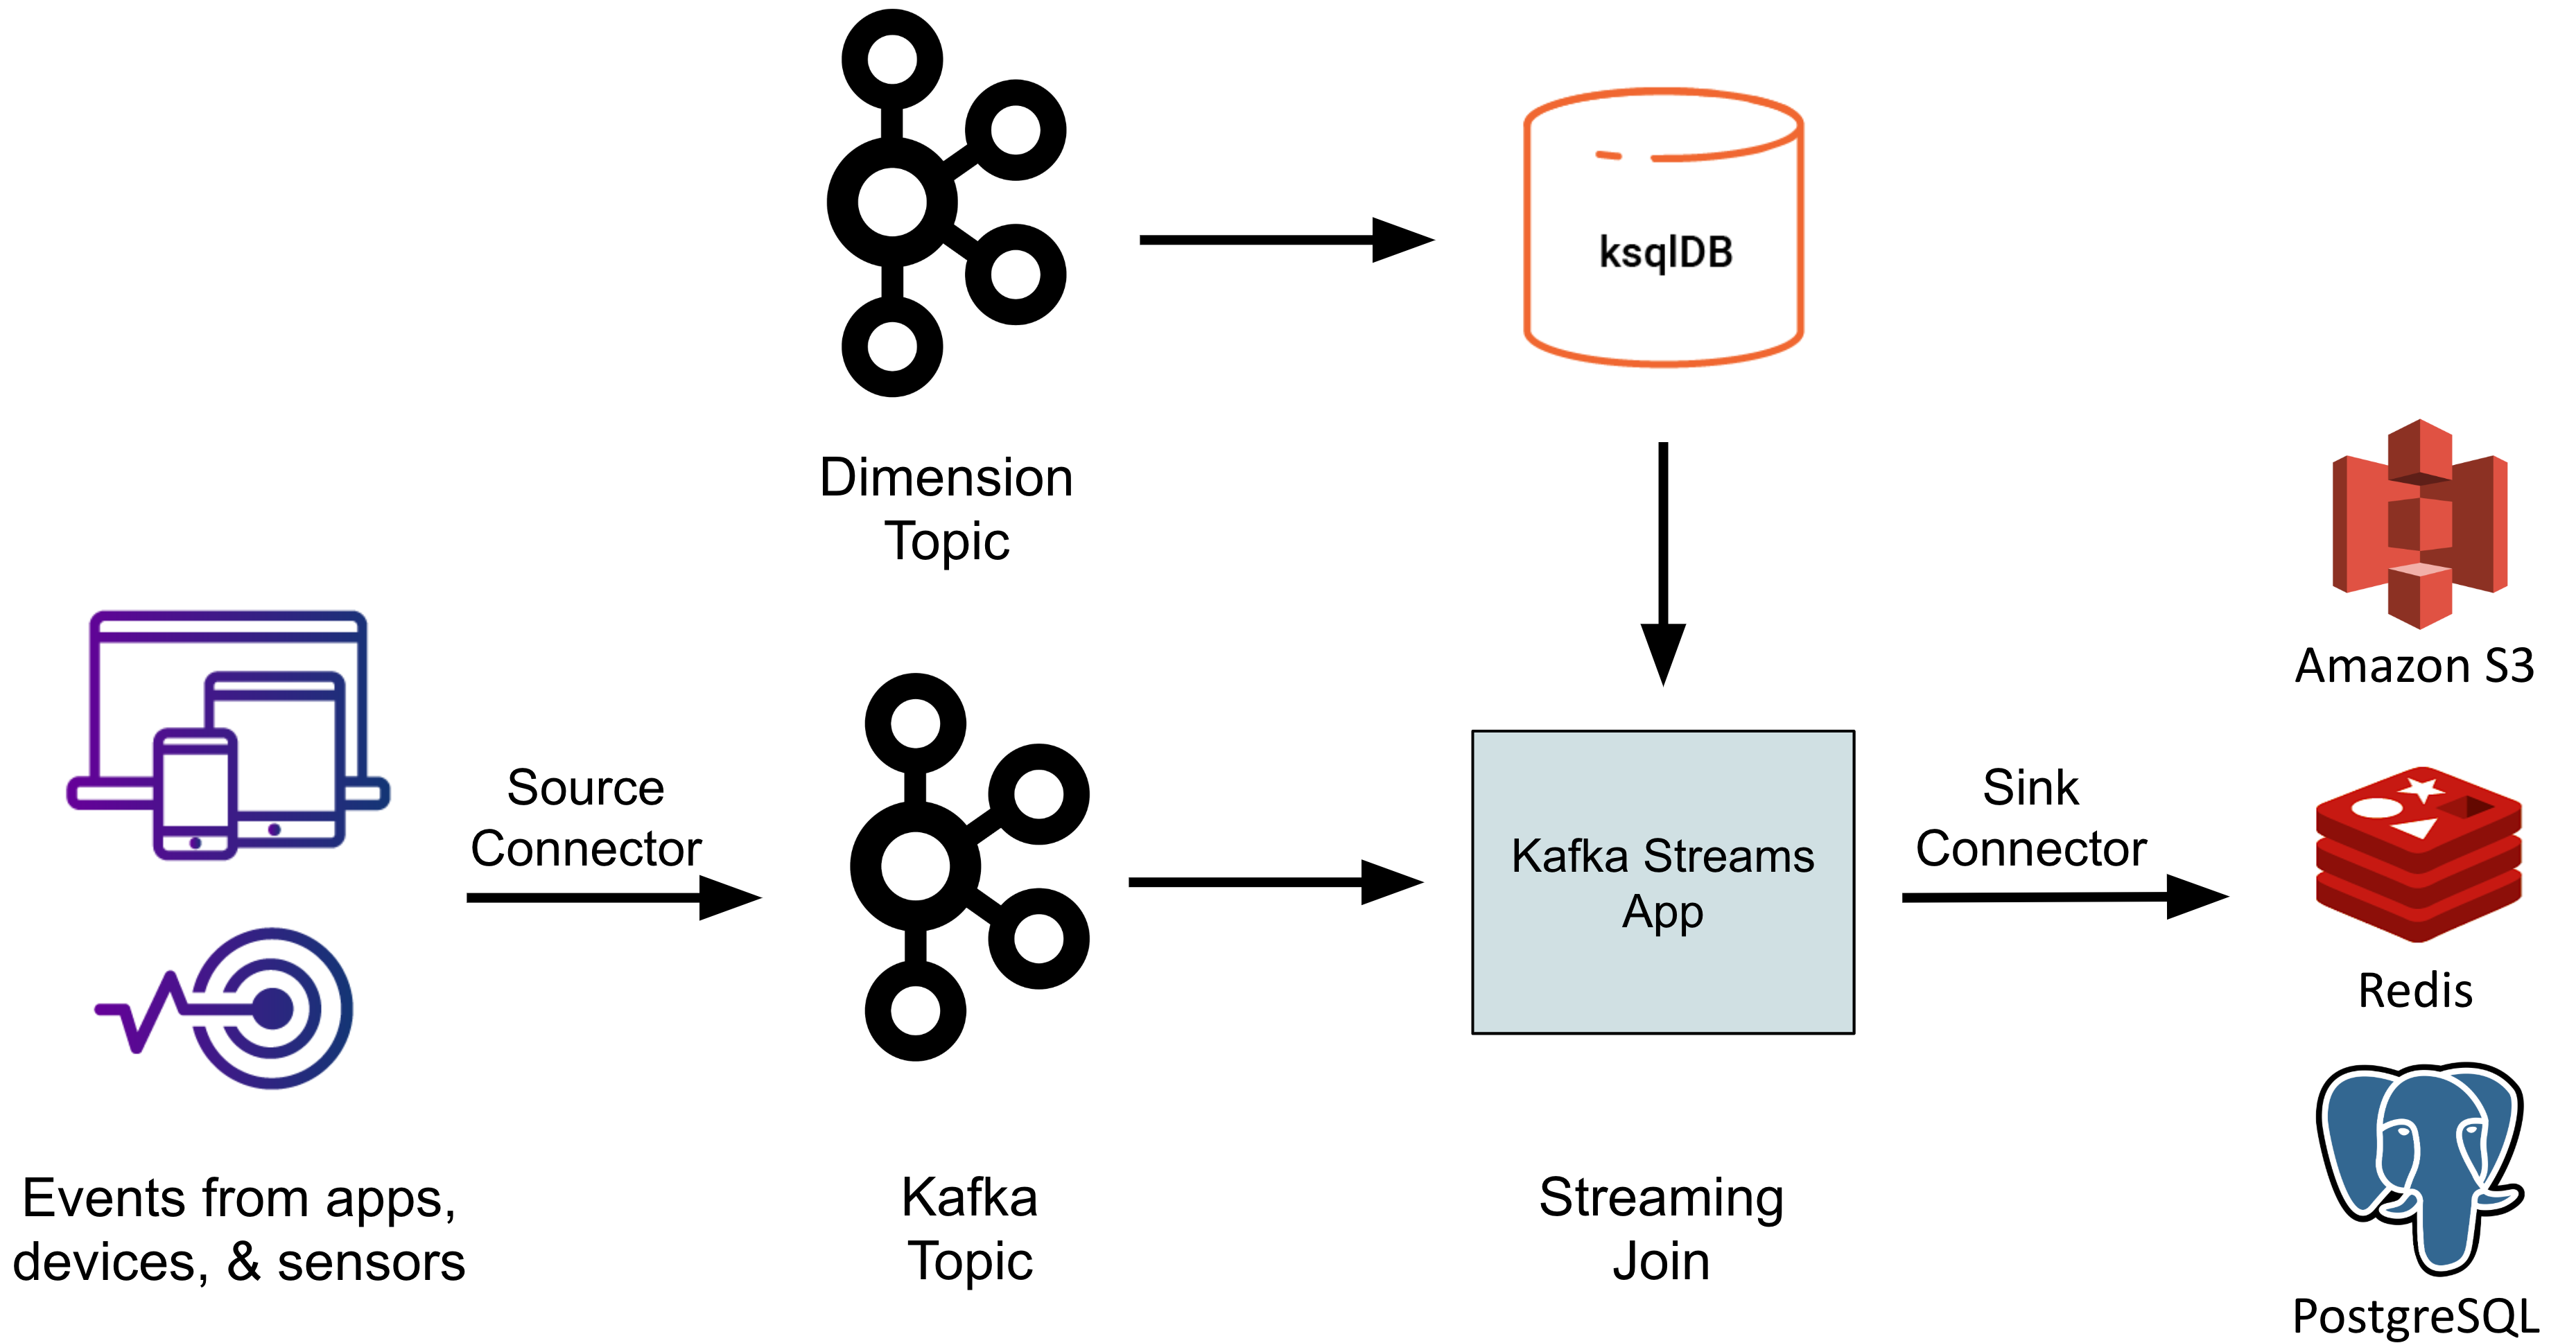 ksqlDB
Dimension
Topic
Amazon S3
Source
Connector
Kafka Streams
App
Sink
Connector
Redis
Events from apps,
devices, & sensors
Kafka
Topic
Streaming
Join
PostgreSQL